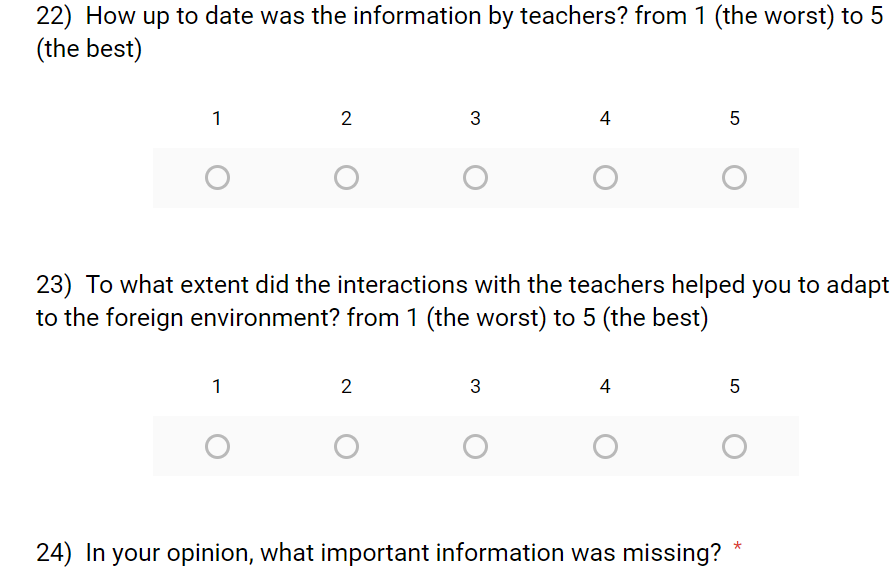 22) How up to date was the information by teachers? from 1 (the worst) to 5
(the best)
1 2 3 4 5
23) To what extent did the interactions with the teachers helped you to adapt
to the foreign environment? from 1 (the worst) to 5 (the best)
1 2 3 4 5
24) In your opinion, what important information was missing? *